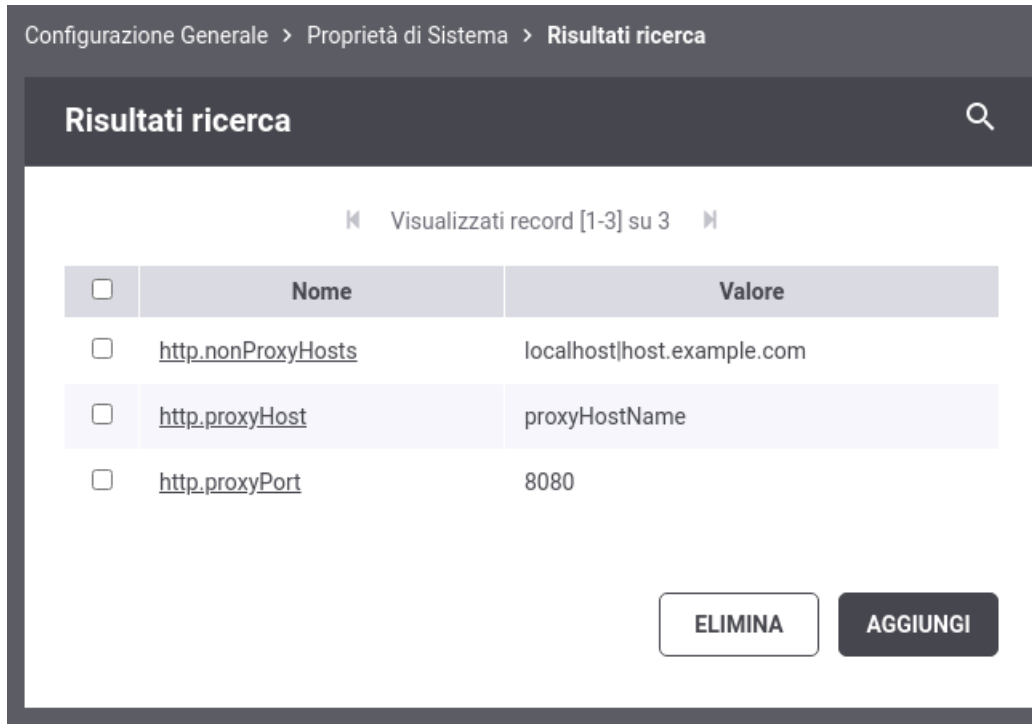 Configurazione Generale > Proprietà di Sistema > Risultati ricerca
Risultati ricerca
Visualizzati record [1-3] su 3
Nome Valore
http.nonProxyHosts localhost|host.example.com
http.proxyHost proxyHostName
http.proxyPort 8080
ELIMINA AGGIUNGI